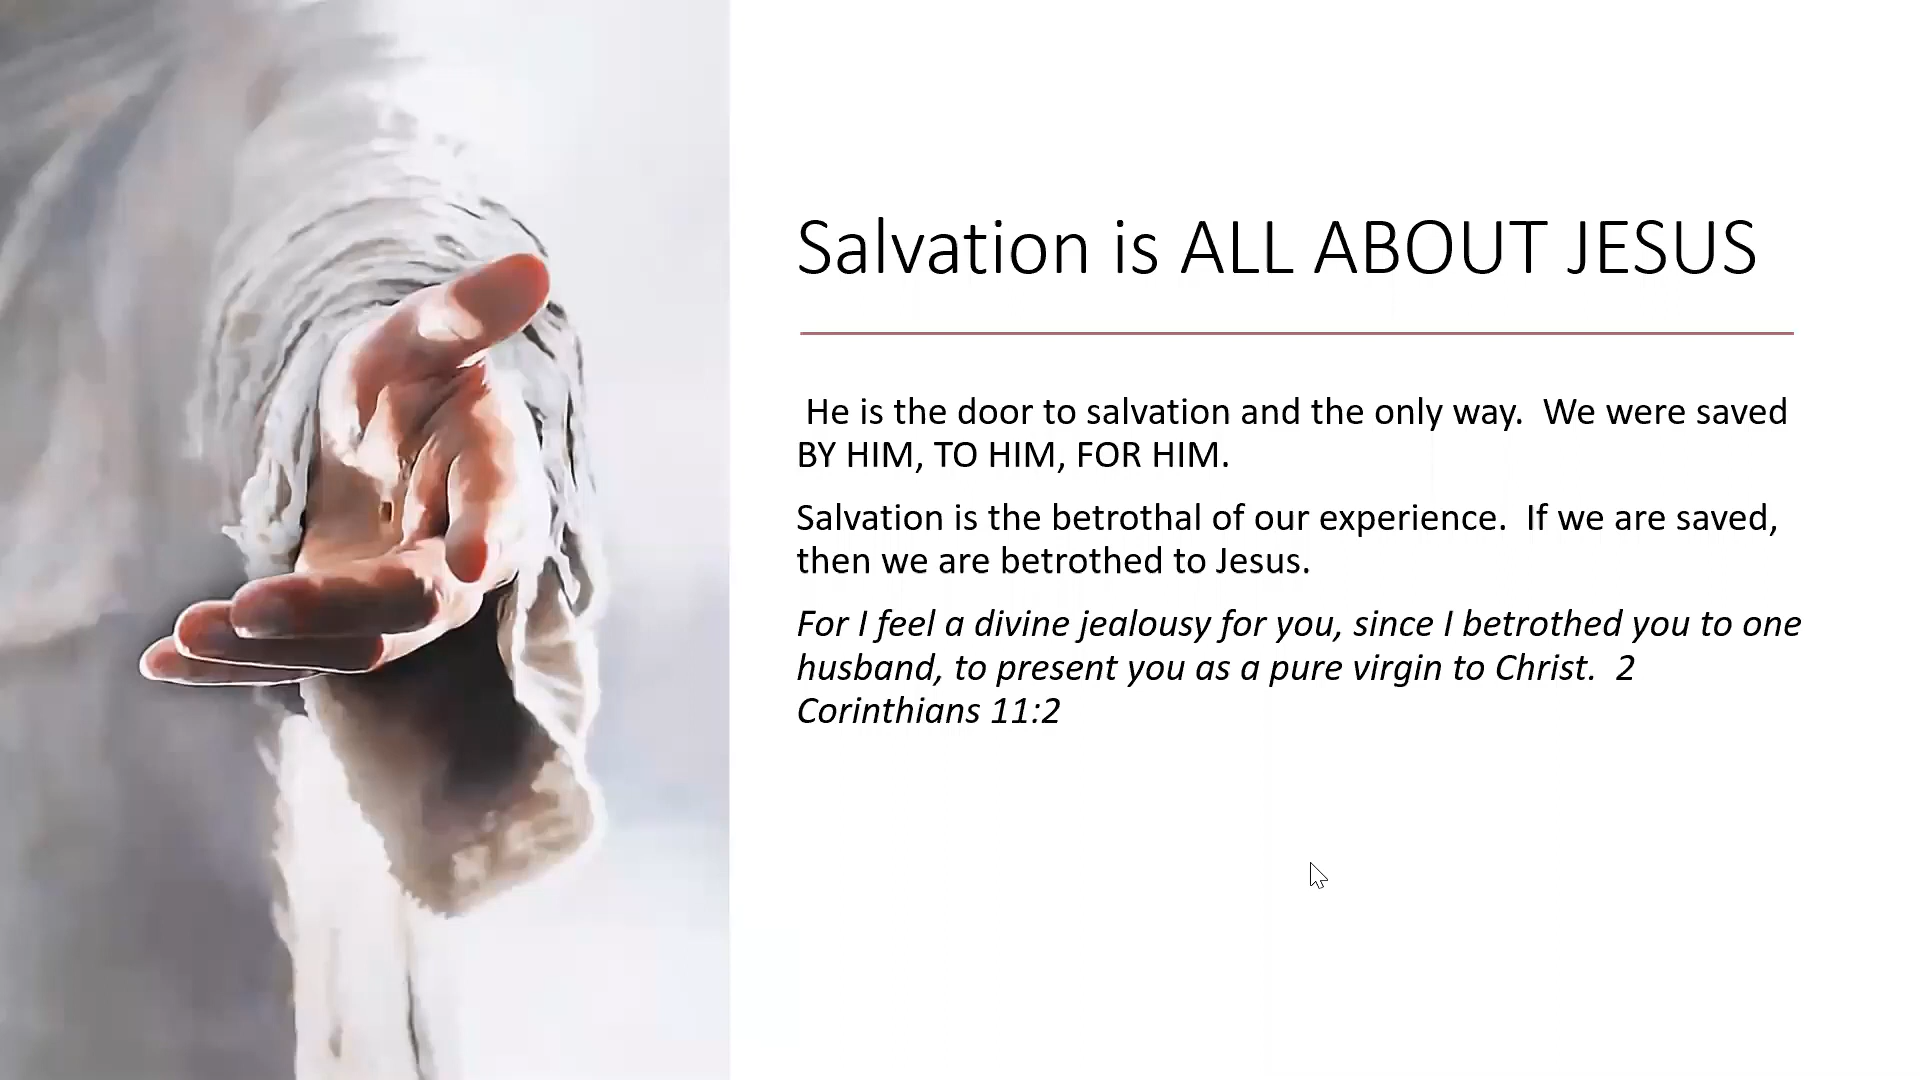 Salvation is ALL ABOUT JESUS
He is the door to salvation and the only way.  We were saved
BY HIM, TO HIM, FOR HIM.
Salvation is the betrothal of our experience.  If we are saved,
then we are betrothed to Jesus.
For I feel a divine jealousy for you, since I betrothed you to one
husband, to present you as a pure virgin to Christ.  2
Corinthians 11:2